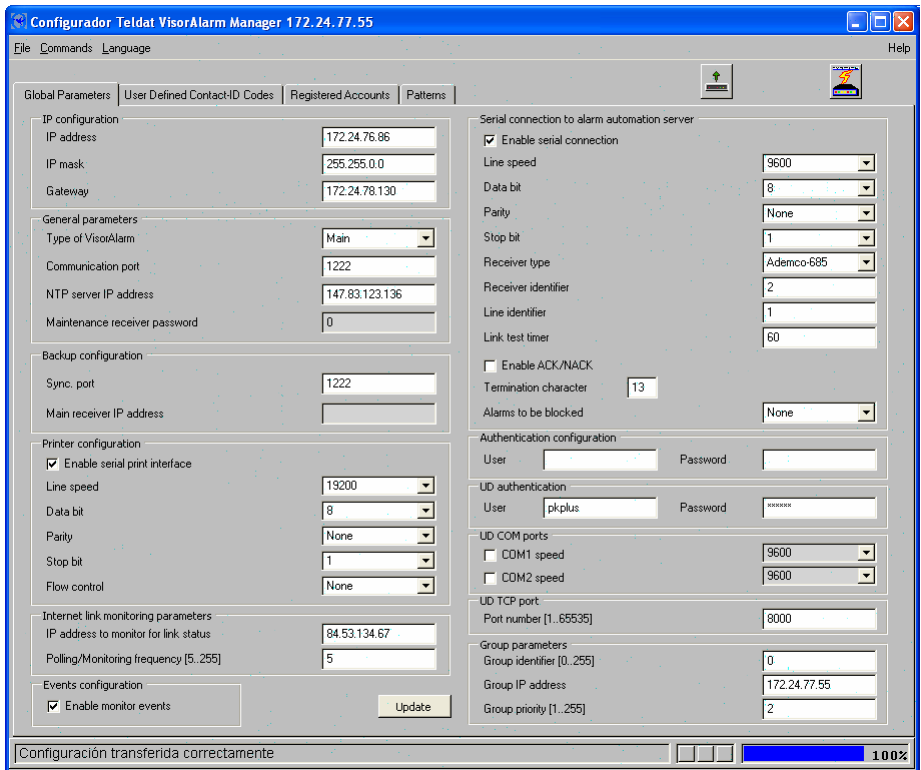 Configurador Teldat VisorAlarm Manager 172.24.77.55
File Commands Language Help
Global Parameters User Defined Contact-ID Codes Registered Accounts Patterns
IP configuration
IP address 172.24.76.86
IP mask 255.255.0.0
Gateway 172.24.78.130
General parameters
Type of VisorAlarm Main
Communication port 1222
NTP server IP address 147.83.123.136
Maintenance receiver password 0
Backup configuration
Sync. port 1222
Main receiver IP address
Printer configuration
Enable serial print interface
Line speed 19200
Data bit 8
Parity None
Stop bit 1
Flow control None
Internet link monitoring parameters
IP address to monitor for link status 84.53.134.67
Polling/Monitoring frequency [5..255] 5
Events configuration
Enable monitor events
Update
Serial connection to alarm automation server
Enable serial connection
Line speed 9600
Data bit 8
Parity None
Stop bit 1
Receiver type Ademco-685
Receiver identifier 2
Line identifier 1
Link test timer 60
Enable ACK/NACK
Termination character 13
Alarms to be blocked None
Authentication configuration
User Password
UD authentication
User pkplus Password ××××××
UD COM ports
COM1 speed 9600
COM2 speed 9600
UD TCP port
Port number [1..65535] 8000
Group parameters
Group identifier [0..255] 0
Group IP address 172.24.77.55
Group priority [1..255] 2
Configuración transferida correctamente 100%